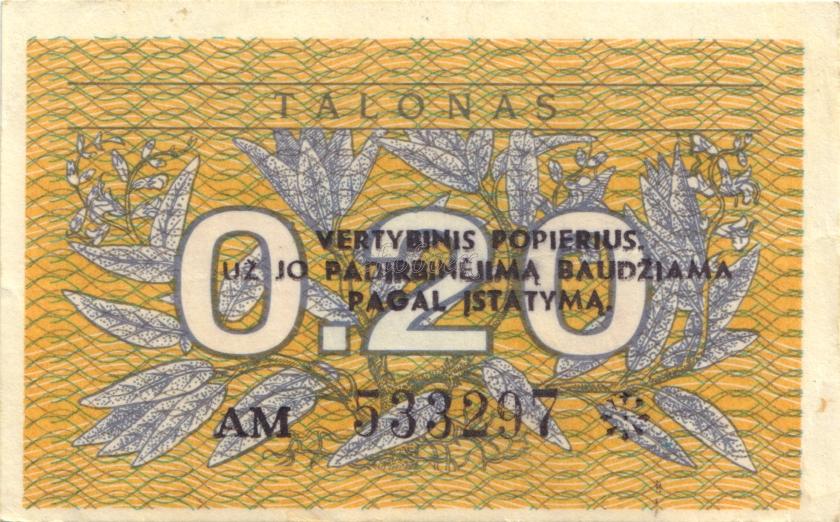 TALONAS
0.20
VERTYBINIS POPIERIUS,
UŽ JO PADIRBINĖJIMĄ BAUDŽIAMA
PAGAL ĮSTATYMĄ.
AM 533297